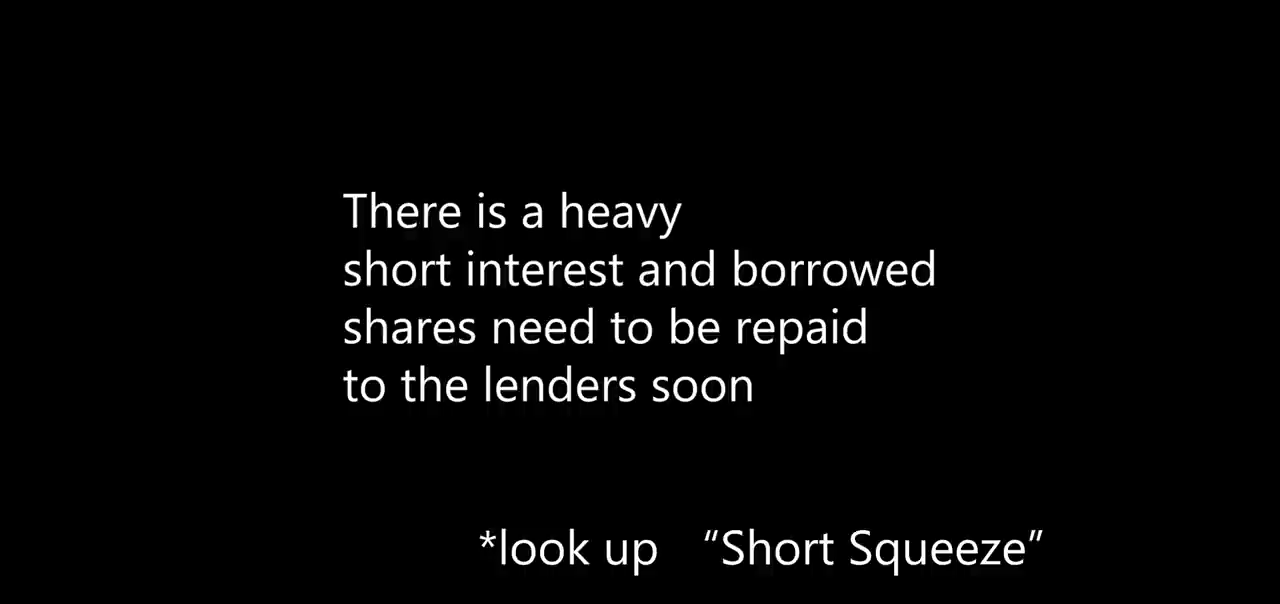 There is a heavy
short interest and borrowed
shares need to be repaid
to the lenders soon
*look up “Short Squeeze”